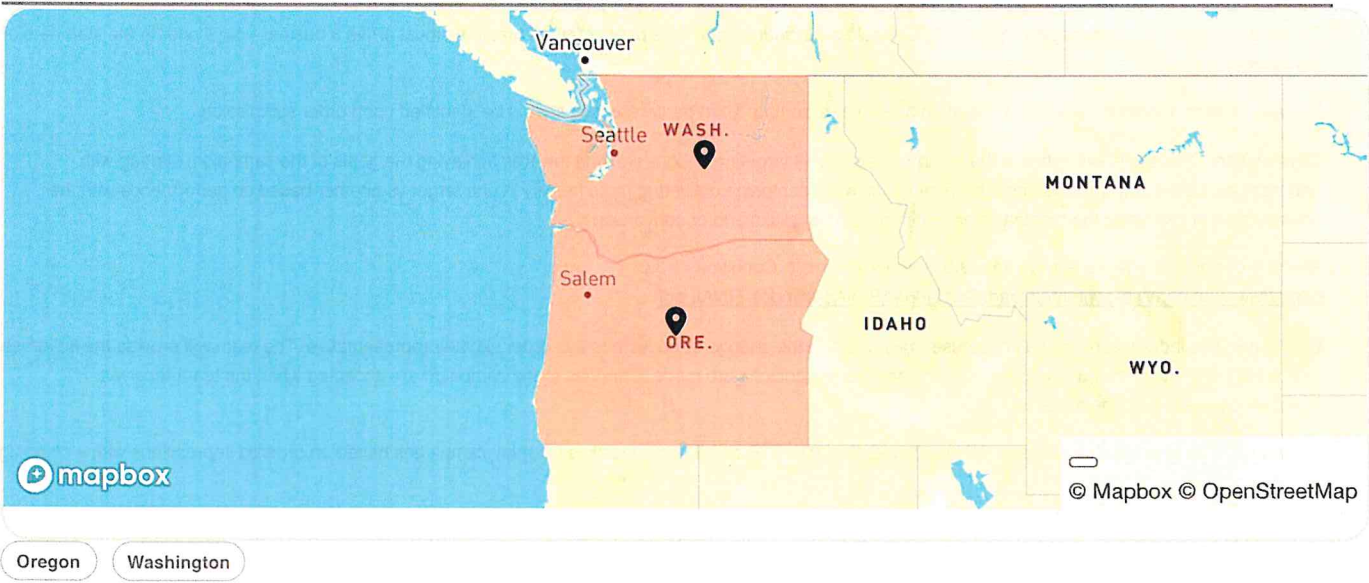 Vancouver
Seattle
WASH.
MONTANA
Salem
ORE.
IDAHO
WYO.
mapbox
© Mapbox © OpenStreetMap
Oregon
Washington